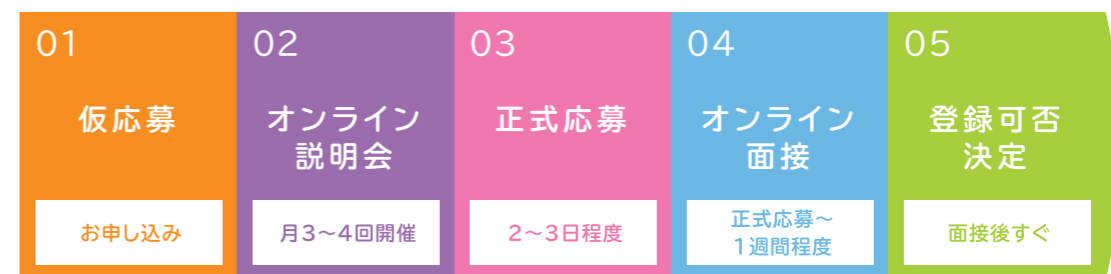 01
仮応募
お申し込み
02
オンライン
説明会
月3〜4回開催
03
正式応募
2〜3日程度
04
オンライン
面接
正式応募〜
1週間程度
05
登録可否
決定
面接後すぐ